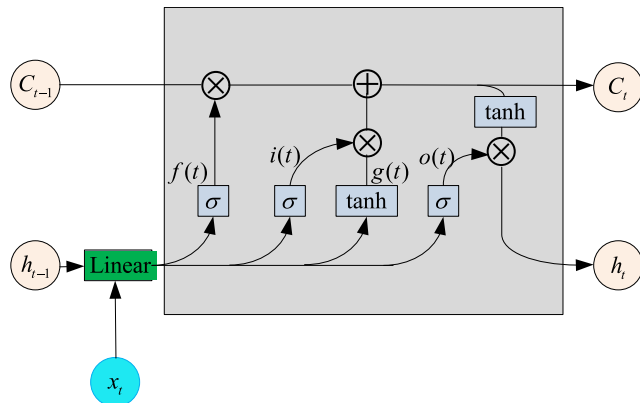 C_{t-1}
C_t
tanh
i(t)
o(t)
f(t)
g(t)
σ
σ
tanh
σ
h_{t-1}
Linear
h_t
x_t